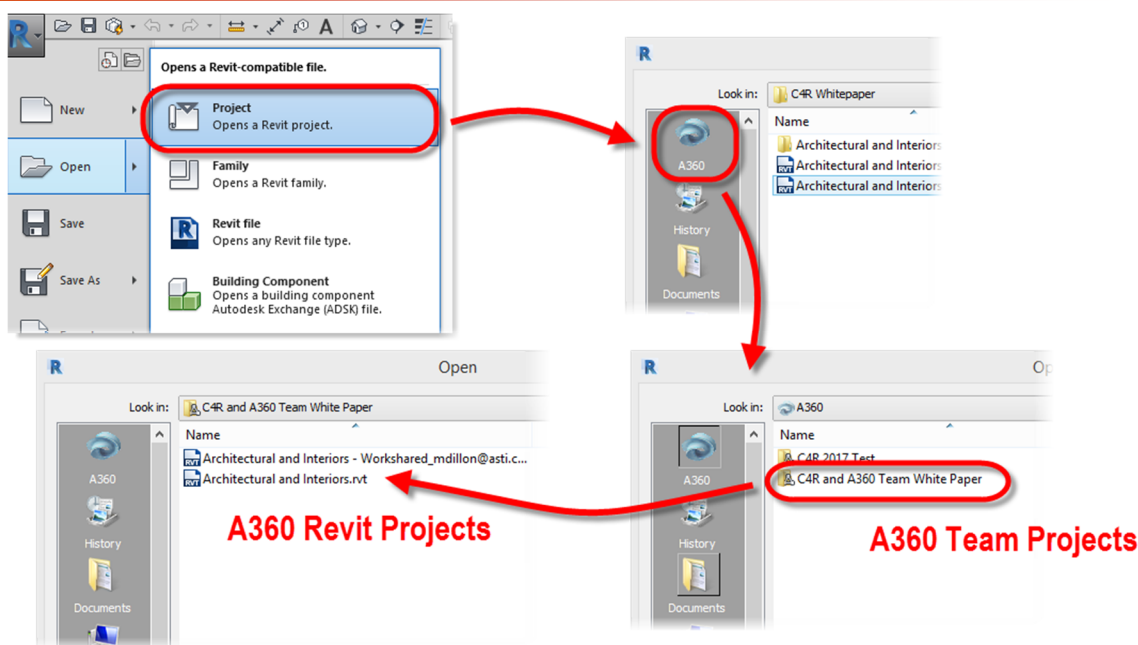 Opens a Revit-compatible file.
New
Project
Opens a Revit project.
Open
Family
Opens a Revit family.
Save
Revit file
Opens any Revit file type.
Save As
Building Component
Opens a building component
Autodesk Exchange (ADSK) file.
Look in: C4R Whitepaper
Name
A360
Architectural and Interiors
Architectural and Interiors
Architectural and Interiors
History
Documents
Open
Look in: C4R and A360 Team White Paper
Name
A360
Architectural and Interiors - Workshared_mdillon@asti.c...
Architectural and Interiors.rvt
History
Documents
A360 Revit Projects
Op
Look in: A360
Name
A360
C4R 2017 Test
C4R and A360 Team White Paper
History
Documents
A360 Team Projects